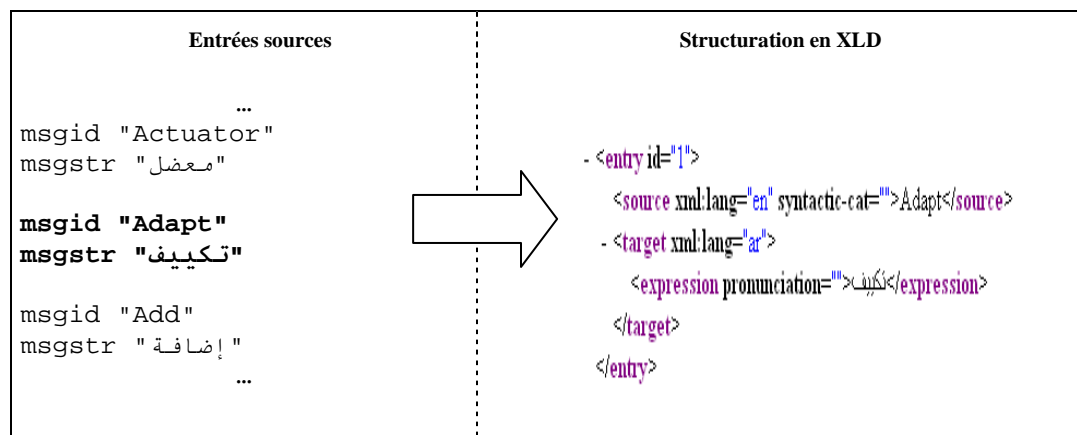 Entrées sources
…
msgid "Actuator"
msgstr "معضل"
msgid "Adapt"
msgstr "تكييف"
msgid "Add"
msgstr "إضافة"
…
Structuration en XLD
- <entry id="1">
<source xml:lang="en" syntactic-cat="">Adapt</source>
- <target xml:lang="ar">
<expression pronunciation="">تكييف</expression>
</target>
</entry>